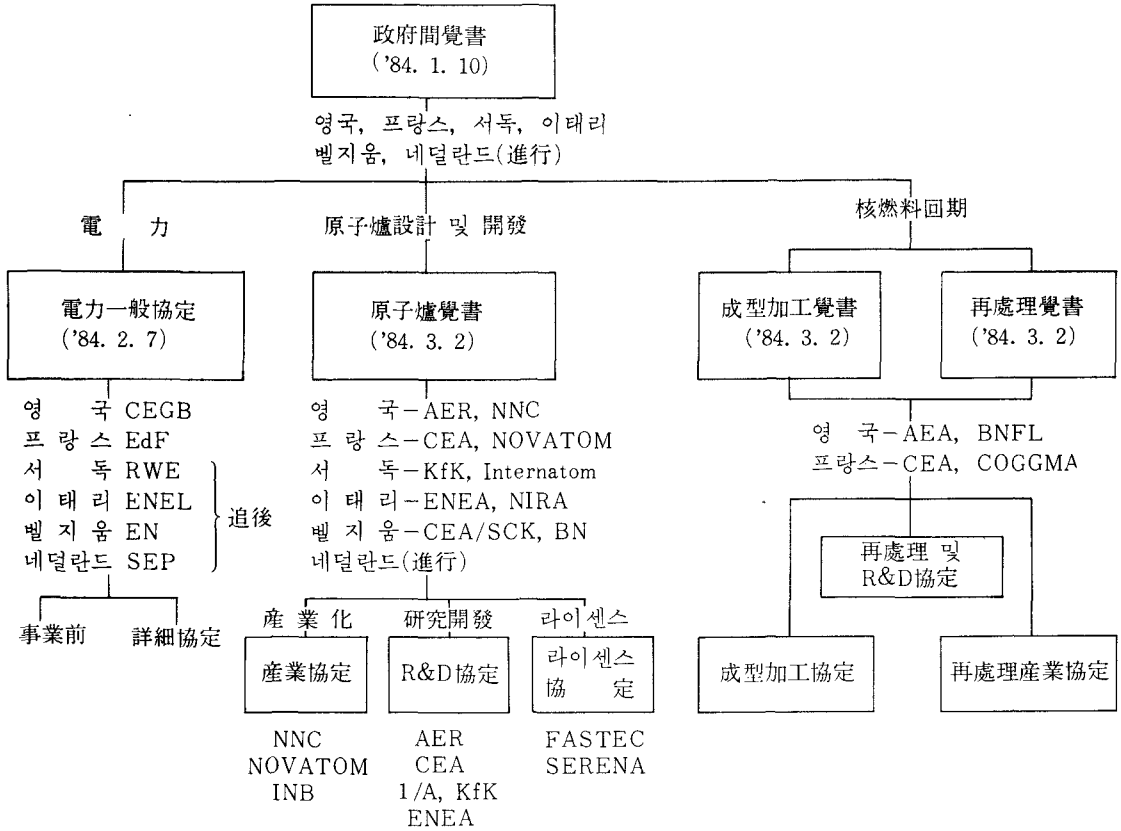 政府間覺書
('84. 1. 10)
영국, 프랑스, 서독, 이태리
벨지움, 네덜란드(進行)
電 力
原子爐設計 및 開發
核燃料回期
電力一般協定
('84. 2. 7)
原子爐覺書
('84. 3. 2)
成型加工覺書
('84. 3. 2)
再處理覺書
('84. 3. 2)
영 국 CEGB
프랑스 EdF
서 독 RWE
이태리 ENEL
벨지움 EN
네덜란드 SEP
追後
事業前
詳細協定
영 국-AER, NNC
프랑스-CEA, NOVATOM
서 독-KfK, Internatom
이태리-ENEA, NIRA
벨지움-CEA/SCK, BN
네덜란드(進行)
영 국-AEA, BNFL
프랑스-CEA, COGGMA
再處理 및
R&D協定
産業化
研究開發
라이센스
産業協定
R&D協定
라이센스
協 定
成型加工協定
再處理産業協定
NNC
NOVATOM
INB
AER
CEA
1/A, KfK
ENEA
FASTEC
SERENA